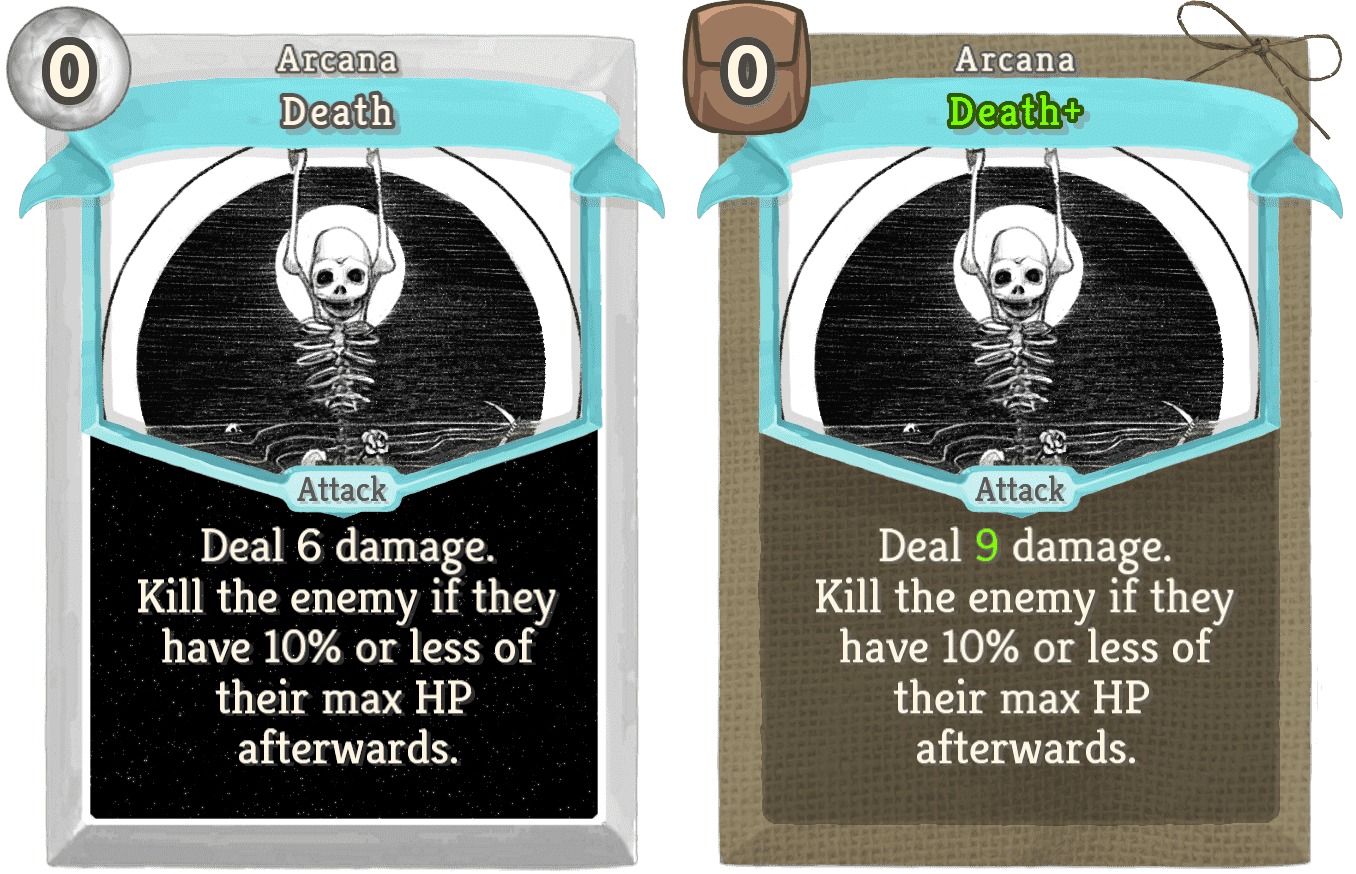 0
Arcana
Death
Attack
Deal 6 damage.
Kill the enemy if they
have 10% or less of
their max HP
afterwards.
0
Arcana
Death+
Attack
Deal 9 damage.
Kill the enemy if they
have 10% or less of
their max HP
afterwards.